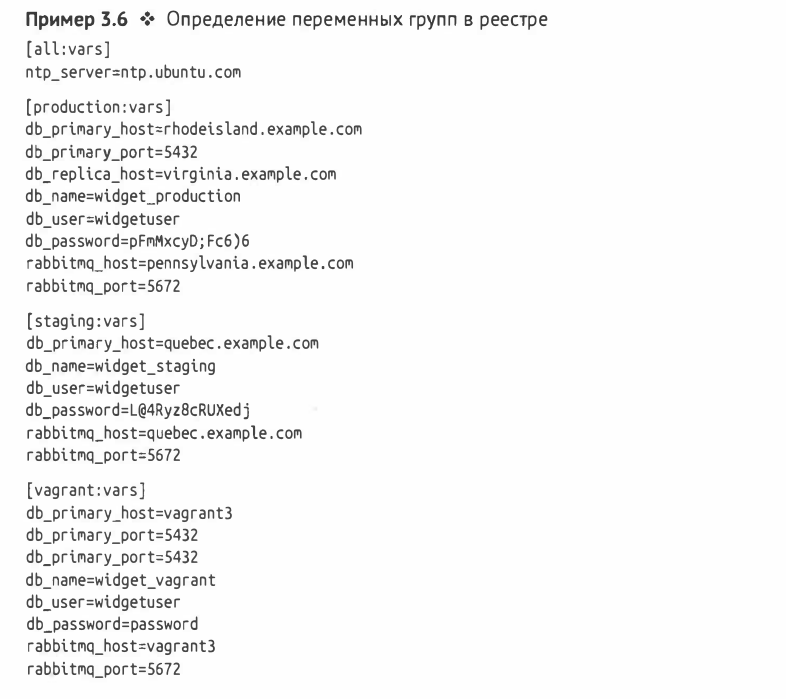 Пример 3.6 ❖ Определение переменных групп в реестре
[all:vars]
ntp_server=ntp.ubuntu.com
[production:vars]
db_primary_host=rhodeisland.example.com
db_primary_port=5432
db_replica_host=virginia.example.com
db_name=widget_production
db_user=widgetuser
db_password=pFmMxcyD;Fc6)6
rabbitmq_host=pennsylvania.example.com
rabbitmq_port=5672
[staging:vars]
db_primary_host=quebec.example.com
db_name=widget_staging
db_user=widgetuser
db_password=L@4Ryz8cRUXedj
rabbitmq_host=quebec.example.com
rabbitmq_port=5672
[vagrant:vars]
db_primary_host=vagrant3
db_primary_port=5432
db_primary_port=5432
db_name=widget_vagrant
db_user=widgetuser
db_password=password
rabbitmq_host=vagrant3
rabbitmq_port=5672